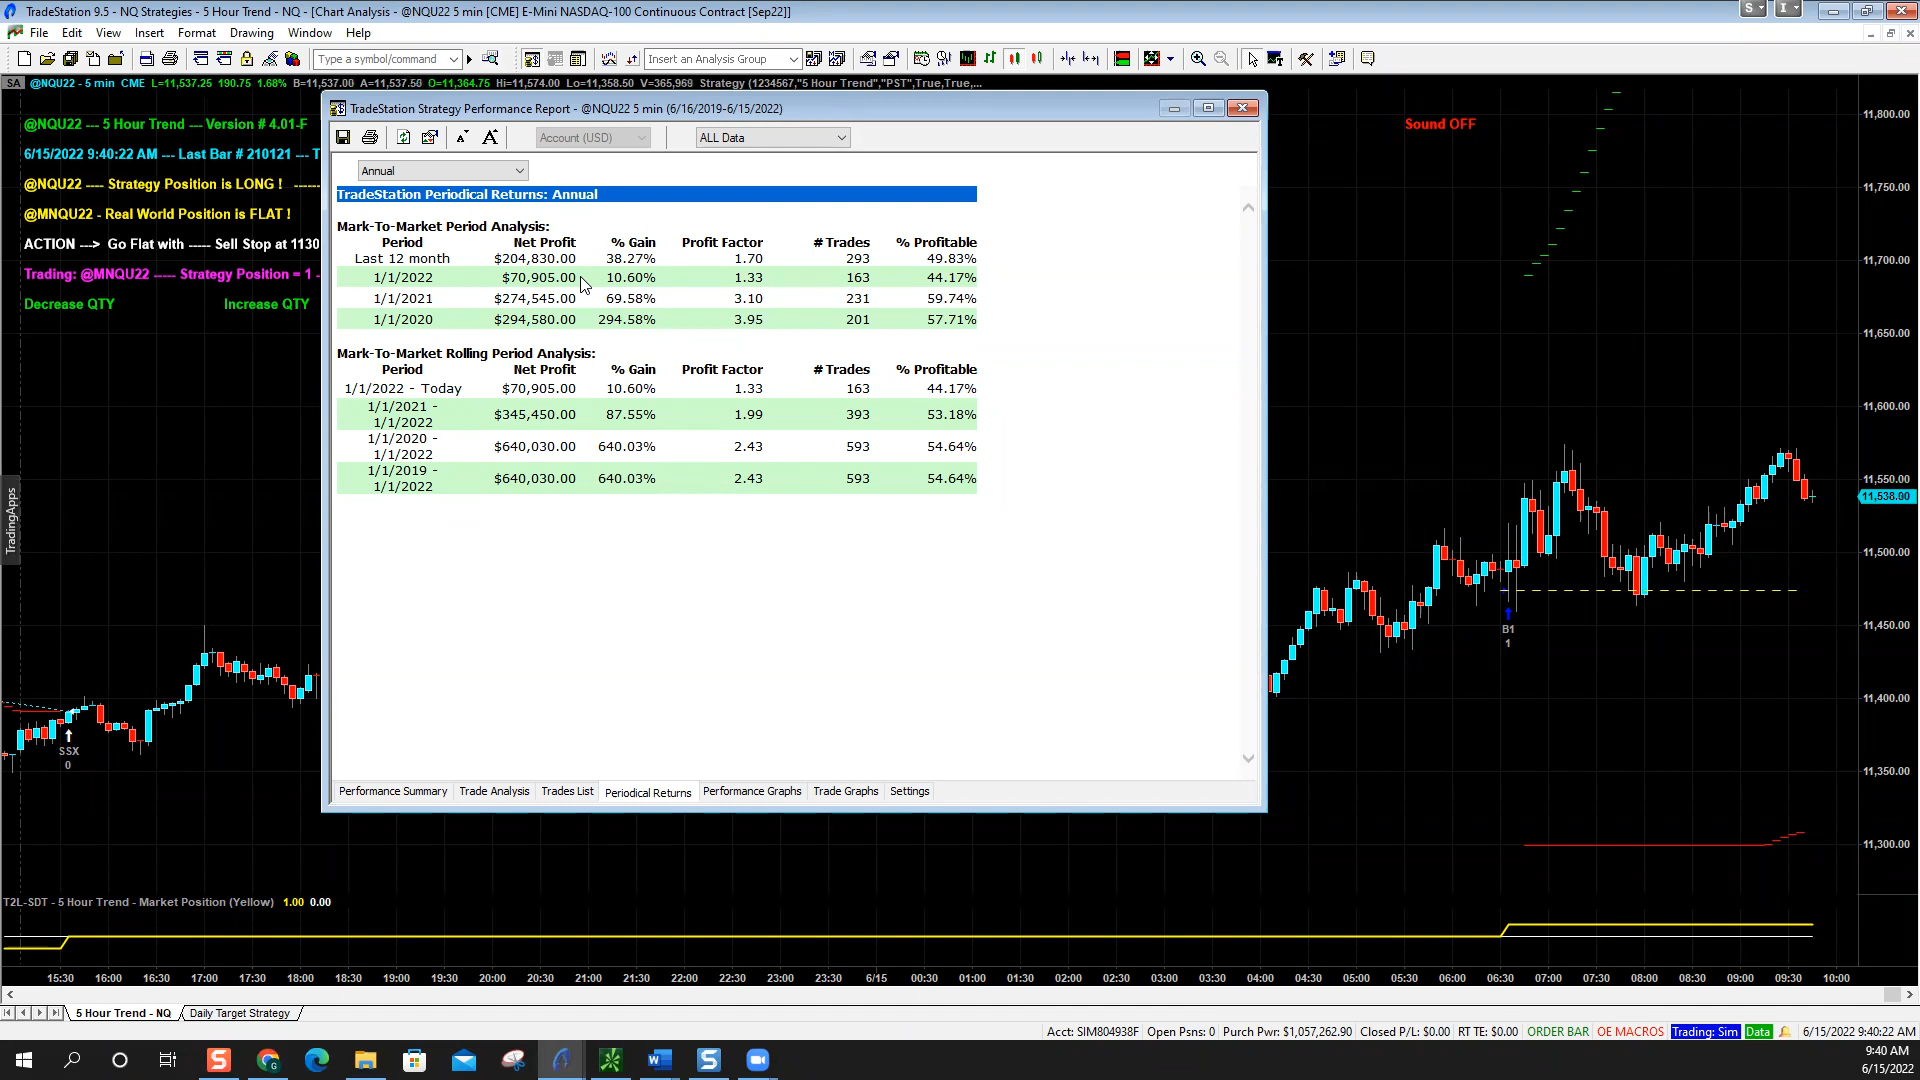 TradeStation 9.5 - NQ Strategies - 5 Hour Trend - NQ - [Chart Analysis - @NQU22 5 min [CME] E-Mini NASDAQ-100 Continuous Contract [Sep22]]
File Edit View Insert Format Drawing Window Help
Type a symbol/command
Insert an Analysis Group
SA @NQU22 - 5 min CME L=11,537.25 190.75 1.68% B=11,537.00 A=11,537.50 O=11,364.75 Hi=11,574.00 Lo=11,358.50 V=365,969 Strategy (1234567,"5 Hour Trend","PST",True,True,...
@NQU22 --- 5 Hour Trend --- Version # 4.01-F
6/15/2022 9:40:22 AM --- Last Bar # 210121 --- T
@NQU22 ---- Strategy Position is LONG ! ------
@MNQU22 - Real World Position is FLAT !
ACTION ---> Go Flat with ----- Sell Stop at 1130
Trading: @MNQU22 ----- Strategy Position = 1 -
Decrease QTY Increase QTY
Sound OFF
TradeStation Strategy Performance Report - @NQU22 5 min (6/16/2019-6/15/2022)
Account (USD) ALL Data
Annual
TradeStation Periodical Returns: Annual
Mark-To-Market Period Analysis:
Period Net Profit % Gain Profit Factor # Trades % Profitable
Last 12 month $204,830.00 38.27% 1.70 293 49.83%
1/1/2022 $70,905.00 10.60% 1.33 163 44.17%
1/1/2021 $274,545.00 69.58% 3.10 231 59.74%
1/1/2020 $294,580.00 294.58% 3.95 201 57.71%
Mark-To-Market Rolling Period Analysis:
Period Net Profit % Gain Profit Factor # Trades % Profitable
1/1/2022 - Today $70,905.00 10.60% 1.33 163 44.17%
1/1/2021 -
1/1/2022 $345,450.00 87.55% 1.99 393 53.18%
1/1/2020 -
1/1/2022 $640,030.00 640.03% 2.43 593 54.64%
1/1/2019 -
1/1/2022 $640,030.00 640.03% 2.43 593 54.64%
Performance Summary Trade Analysis Trades List Periodical Returns Performance Graphs Trade Graphs Settings
TradingApps
SSX
0
B1
1
11,800.00
11,750.00
11,700.00
11,650.00
11,600.00
11,550.00
11,538.00
11,500.00
11,450.00
11,400.00
11,350.00
11,300.00
T2L-SDT - 5 Hour Trend - Market Position (Yellow) 1.00 0.00
15:30 16:00 16:30 17:00 17:30 18:00 18:30 19:00 19:30 20:00 20:30 21:00 21:30 22:00 22:30 23:00 23:30 6/15 00:30 01:00 01:30 02:00 02:30 03:00 03:30 04:00 04:30 05:00 05:30 06:00 06:30 07:00 07:30 08:00 08:30 09:00 09:30 10:00
5 Hour Trend - NQ Daily Target Strategy
Acct: SIM804938F Open Psns: 0 Purch Pwr: $1,057,262.90 Closed P/L: $0.00 RT TE: $0.00 ORDER BAR OE MACROS Trading: Sim Data 6/15/2022 9:40:22 AM
9:40 AM
6/15/2022